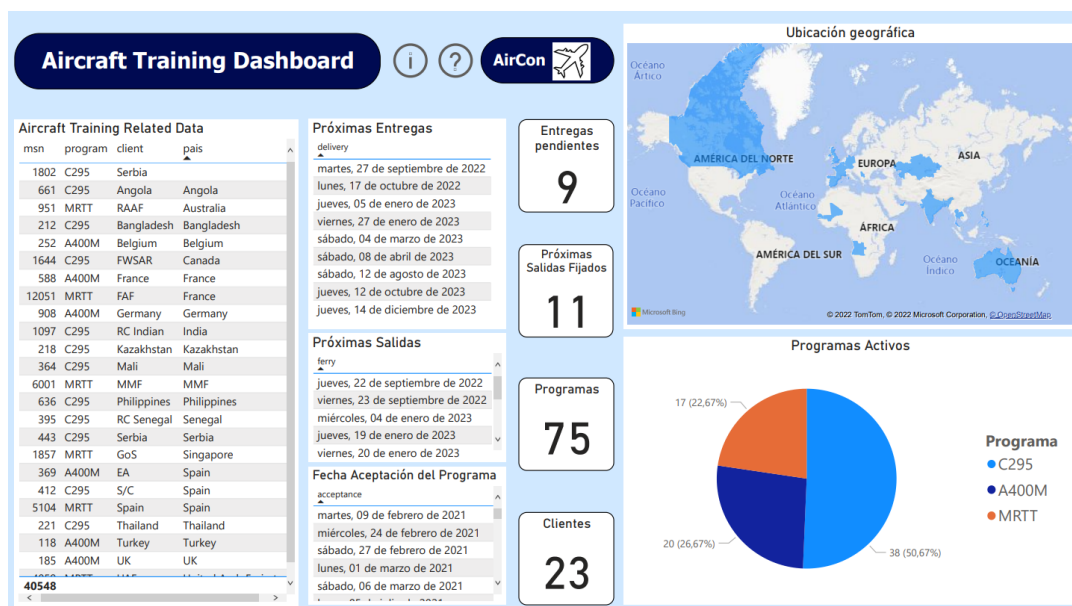 Aircraft Training Dashboard
i
?
AirCon
Aircraft Training Related Data
msn program client pais
1802 C295 Serbia
661 C295 Angola Angola
951 MRTT RAAF Australia
212 C295 Bangladesh Bangladesh
252 A400M Belgium Belgium
1644 C295 FWSAR Canada
588 A400M France France
12051 MRTT FAF France
908 A400M Germany Germany
1097 C295 RC Indian India
218 C295 Kazakhstan Kazakhstan
364 C295 Mali Mali
6001 MRTT MMF MMF
636 C295 Philippines Philippines
395 C295 RC Senegal Senegal
443 C295 Serbia Serbia
1857 MRTT GoS Singapore
369 A400M EA Spain
412 C295 S/C Spain
5104 MRTT Spain Spain
221 C295 Thailand Thailand
118 A400M Turkey Turkey
185 A400M UK UK
40548
Próximas Entregas
delivery
martes, 27 de septiembre de 2022
lunes, 17 de octubre de 2022
jueves, 05 de enero de 2023
viernes, 27 de enero de 2023
sábado, 04 de marzo de 2023
sábado, 08 de abril de 2023
sábado, 12 de agosto de 2023
jueves, 12 de octubre de 2023
jueves, 14 de diciembre de 2023
Próximas Salidas
ferry
jueves, 22 de septiembre de 2022
viernes, 23 de septiembre de 2022
miércoles, 04 de enero de 2023
jueves, 19 de enero de 2023
viernes, 20 de enero de 2023
Fecha Aceptación del Programa
acceptance
martes, 09 de febrero de 2021
miércoles, 24 de febrero de 2021
sábado, 27 de febrero de 2021
lunes, 01 de marzo de 2021
sábado, 06 de marzo de 2021
Entregas
pendientes
9
Próximas
Salidas Fijados
11
Programas
75
Clientes
23
Ubicación geográfica
Océano
Ártico
AMÉRICA DEL NORTE
EUROPA
ASIA
Océano
Pacífico
Océano
Atlántico
ÁFRICA
AMÉRICA DEL SUR
Océano
Índico
OCEANÍA
Microsoft Bing
© 2022 TomTom, © 2022 Microsoft Corporation, © OpenStreetMap
Programas Activos
17 (22,67%)
20 (26,67%)
38 (50,67%)
Programa
C295
A400M
MRTT